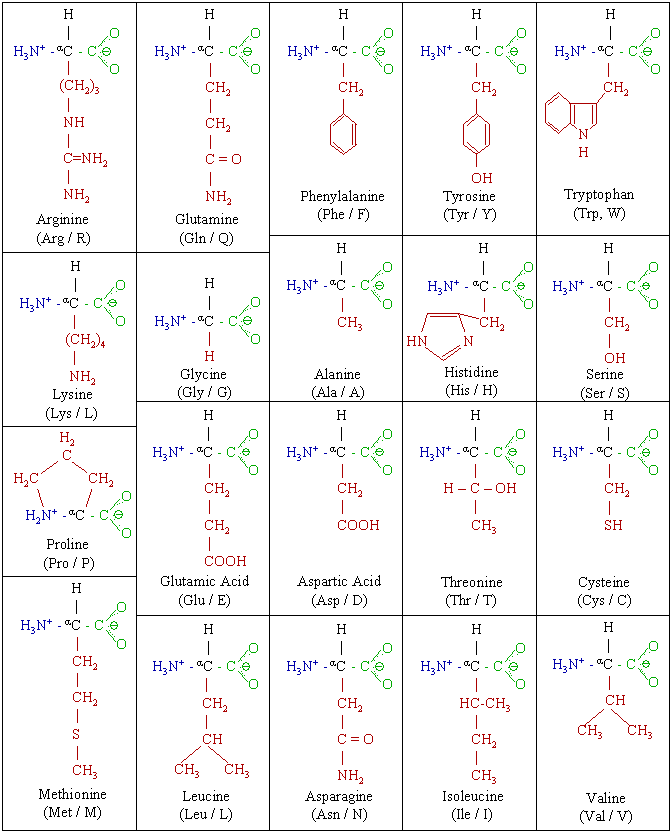 H
H₃N⁺ - αC - C O ⊖ O
(CH₂)₃
NH
C=NH₂
NH₂
Arginine
(Arg / R)
H
H₃N⁺ - αC - C O ⊖ O
CH₂
CH₂
C = O
NH₂
Glutamine
(Gln / Q)
H
H₃N⁺ - αC - C O ⊖ O
CH₂
Phenylalanine
(Phe / F)
H
H₃N⁺ - αC - C O ⊖ O
CH₂
OH
Tyrosine
(Tyr / Y)
H
H₃N⁺ - αC - C O ⊖ O
CH₂
N
H
Tryptophan
(Trp, W)
H
H₃N⁺ - αC - C O ⊖ O
(CH₂)₄
NH₂
Lysine
(Lys / L)
H
H₃N⁺ - αC - C O ⊖ O
H
Glycine
(Gly / G)
H
H₃N⁺ - αC - C O ⊖ O
CH₃
Alanine
(Ala / A)
H
H₃N⁺ - αC - C O ⊖ O
CH₂
HN N
Histidine
(His / H)
H
H₃N⁺ - αC - C O ⊖ O
CH₂
OH
Serine
(Ser / S)
H₂
C
H₂C CH₂
H₂N⁺ - αC - C O ⊖ O
Proline
(Pro / P)
H
H₃N⁺ - αC - C O ⊖ O
CH₂
CH₂
COOH
Glutamic Acid
(Glu / E)
H
H₃N⁺ - αC - C O ⊖ O
CH₂
COOH
Aspartic Acid
(Asp / D)
H
H₃N⁺ - αC - C O ⊖ O
H – C – OH
CH₃
Threonine
(Thr / T)
H
H₃N⁺ - αC - C O ⊖ O
CH₂
SH
Cysteine
(Cys / C)
H
H₃N⁺ - αC - C O ⊖ O
CH₂
CH₂
S
CH₃
Methionine
(Met / M)
H
H₃N⁺ - αC - C O ⊖ O
CH₂
CH
CH₃ CH₃
Leucine
(Leu / L)
H
H₃N⁺ - αC - C O ⊖ O
CH₂
C = O
NH₂
Asparagine
(Asn / N)
H
H₃N⁺ - αC - C O ⊖ O
HC-CH₃
CH₂
CH₃
Isoleucine
(Ile / I)
H
H₃N⁺ - αC - C O ⊖ O
CH
CH₃ CH₃
Valine
(Val / V)